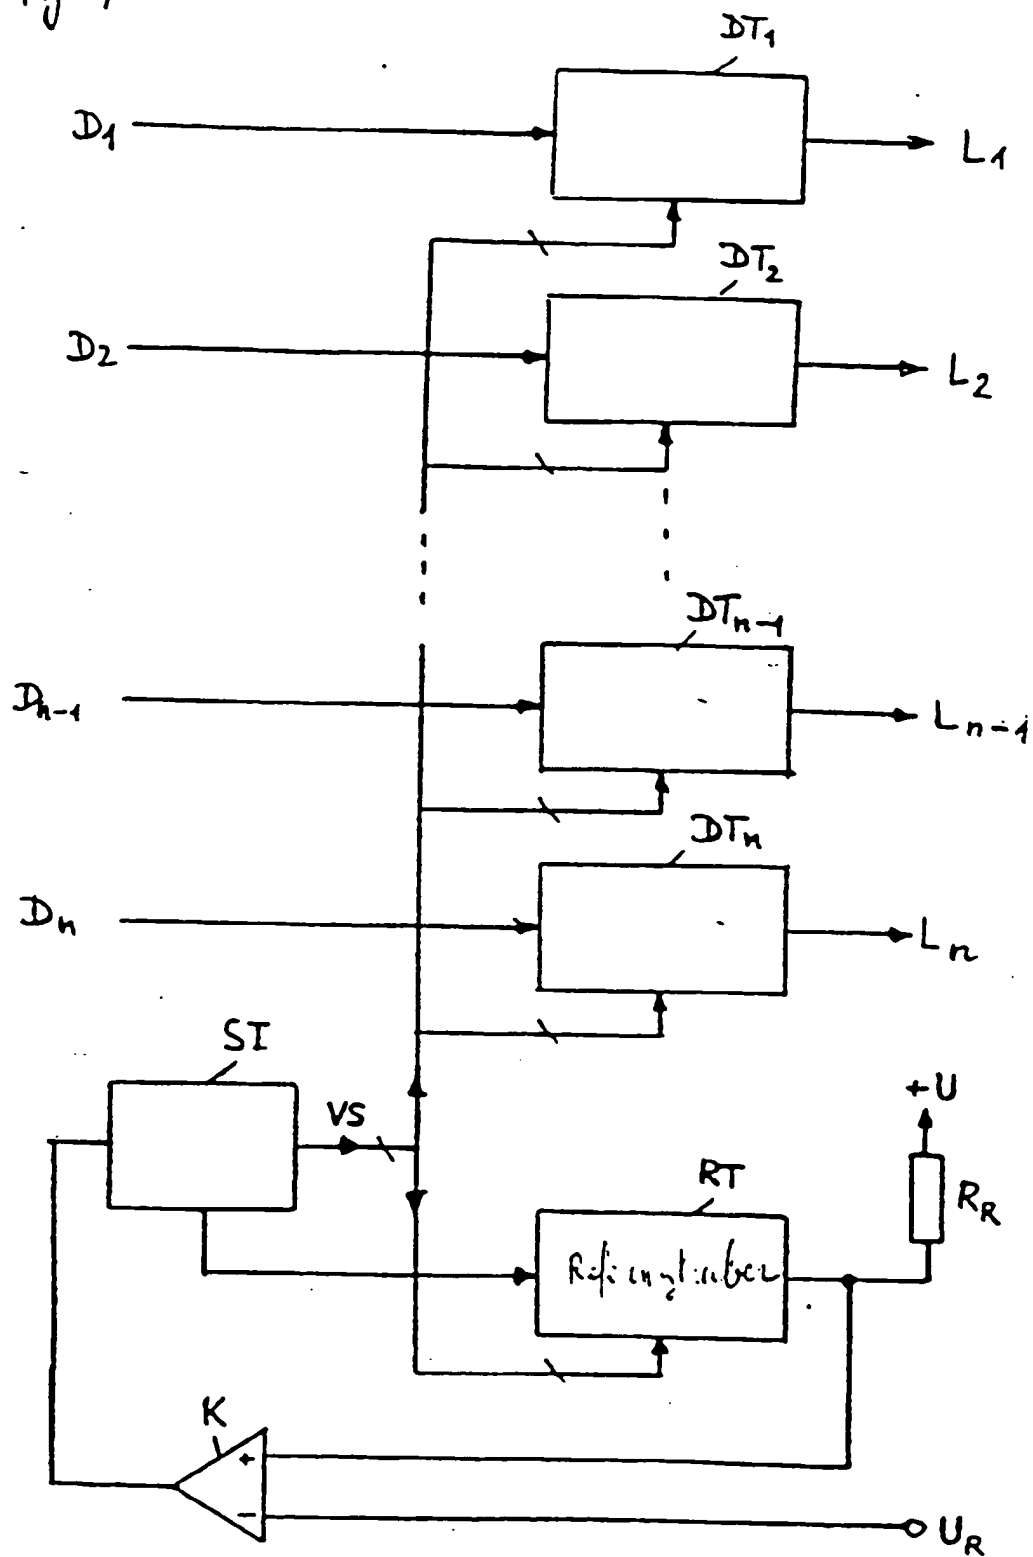 DT1
D1
L1
DT2
D2
L2
DTn-1
Dn-1
Ln-1
DTn
Dn
Ln
SI
VS
+U
RT
RR
K
+
−
UR